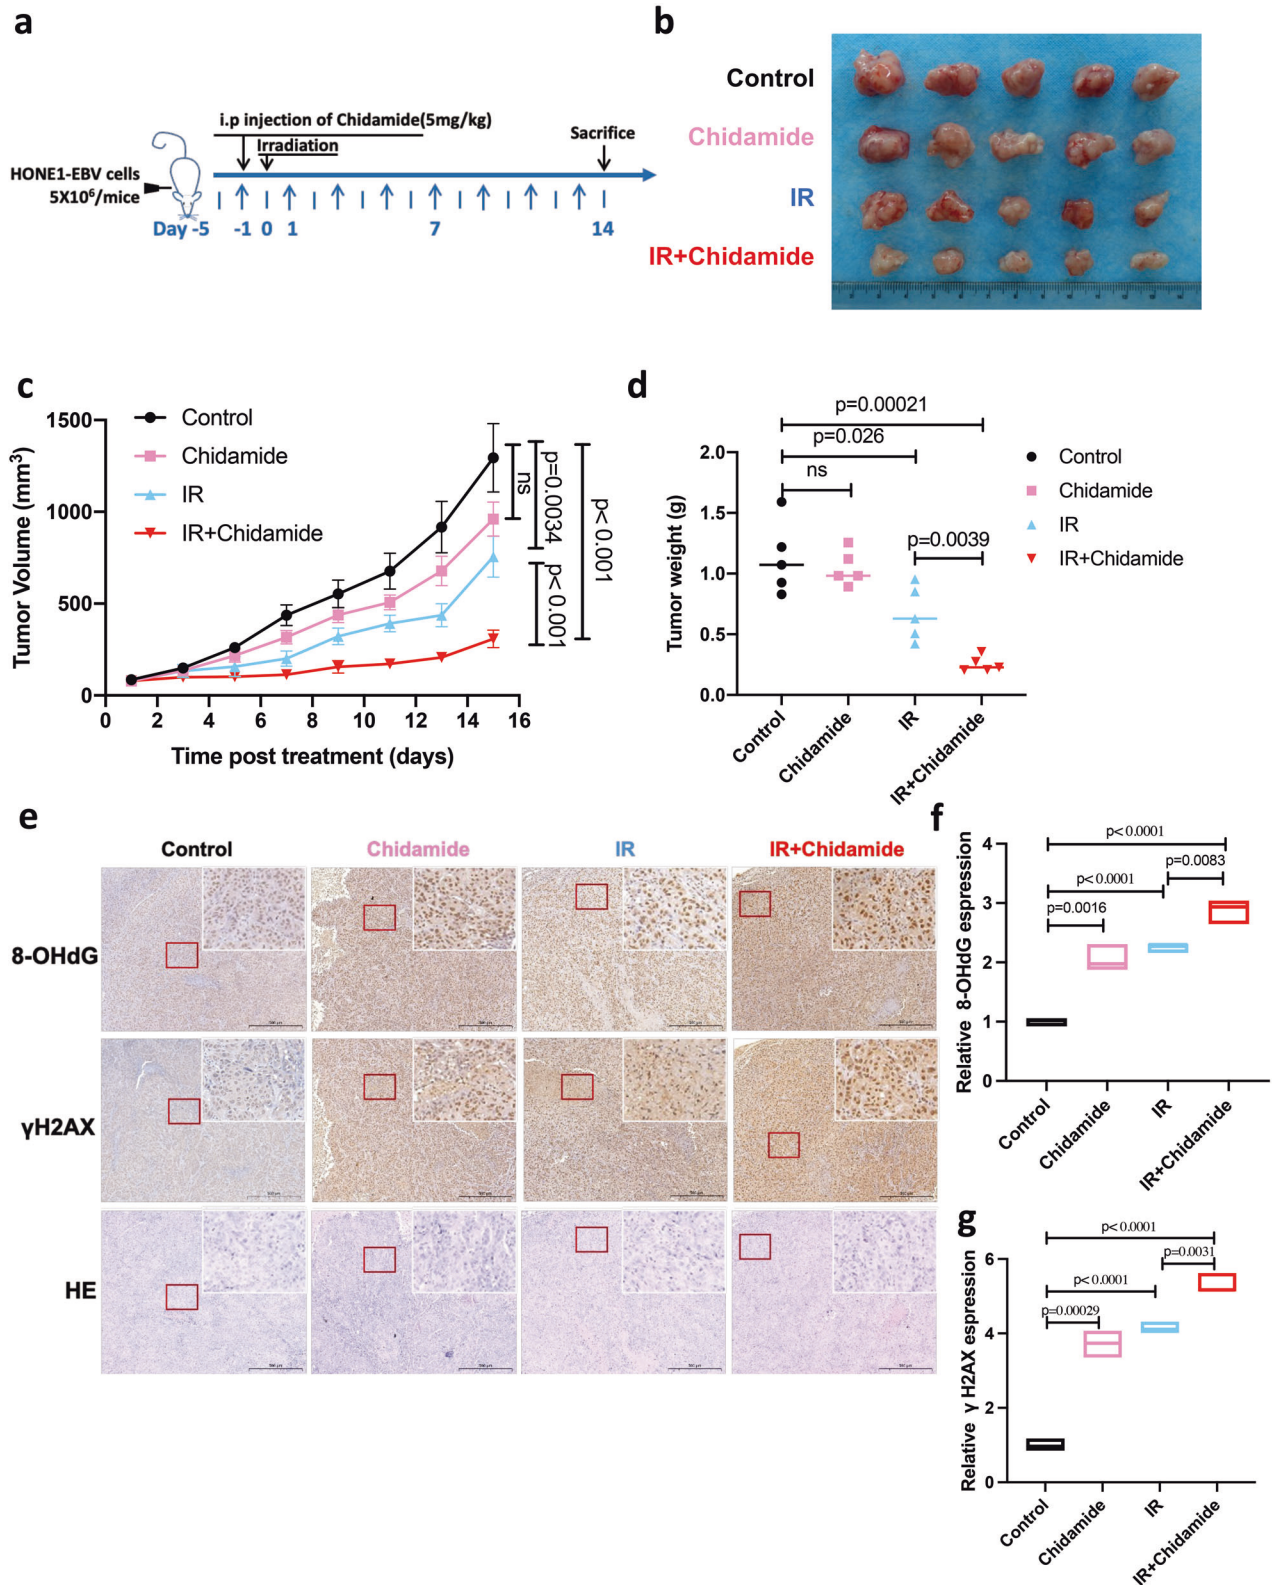 a
i.p injection of Chidamide(5mg/kg)
Irradiation
Sacrifice
HONE1-EBV cells
5X10⁶/mice
Day -5 -1 0 1 7 14
b
Control
Chidamide
IR
IR+Chidamide
c
Control
Chidamide
IR
IR+Chidamide
Tumor Volume (mm³)
1500
1000
500
0
0 2 4 6 8 10 12 14 16
Time post treatment (days)
ns
p=0.0034
p< 0.001
p< 0.001
d
p=0.00021
p=0.026
ns
p=0.0039
Tumor weight (g)
2.0
1.5
1.0
0.5
0.0
Control
Chidamide
IR
IR+Chidamide
Control
Chidamide
IR
IR+Chidamide
e
Control Chidamide IR IR+Chidamide
8-OHdG
γH2AX
HE
f
p< 0.0001
p=0.0083
p< 0.0001
p=0.0016
Relative 8-OHdG espression
4
3
2
1
0
Control
Chidamide
IR
IR+Chidamide
g
p< 0.0001
p=0.0031
p< 0.0001
p=0.00029
Relative γ H2AX espression
6
4
2
0
Control
Chidamide
IR
IR+Chidamide